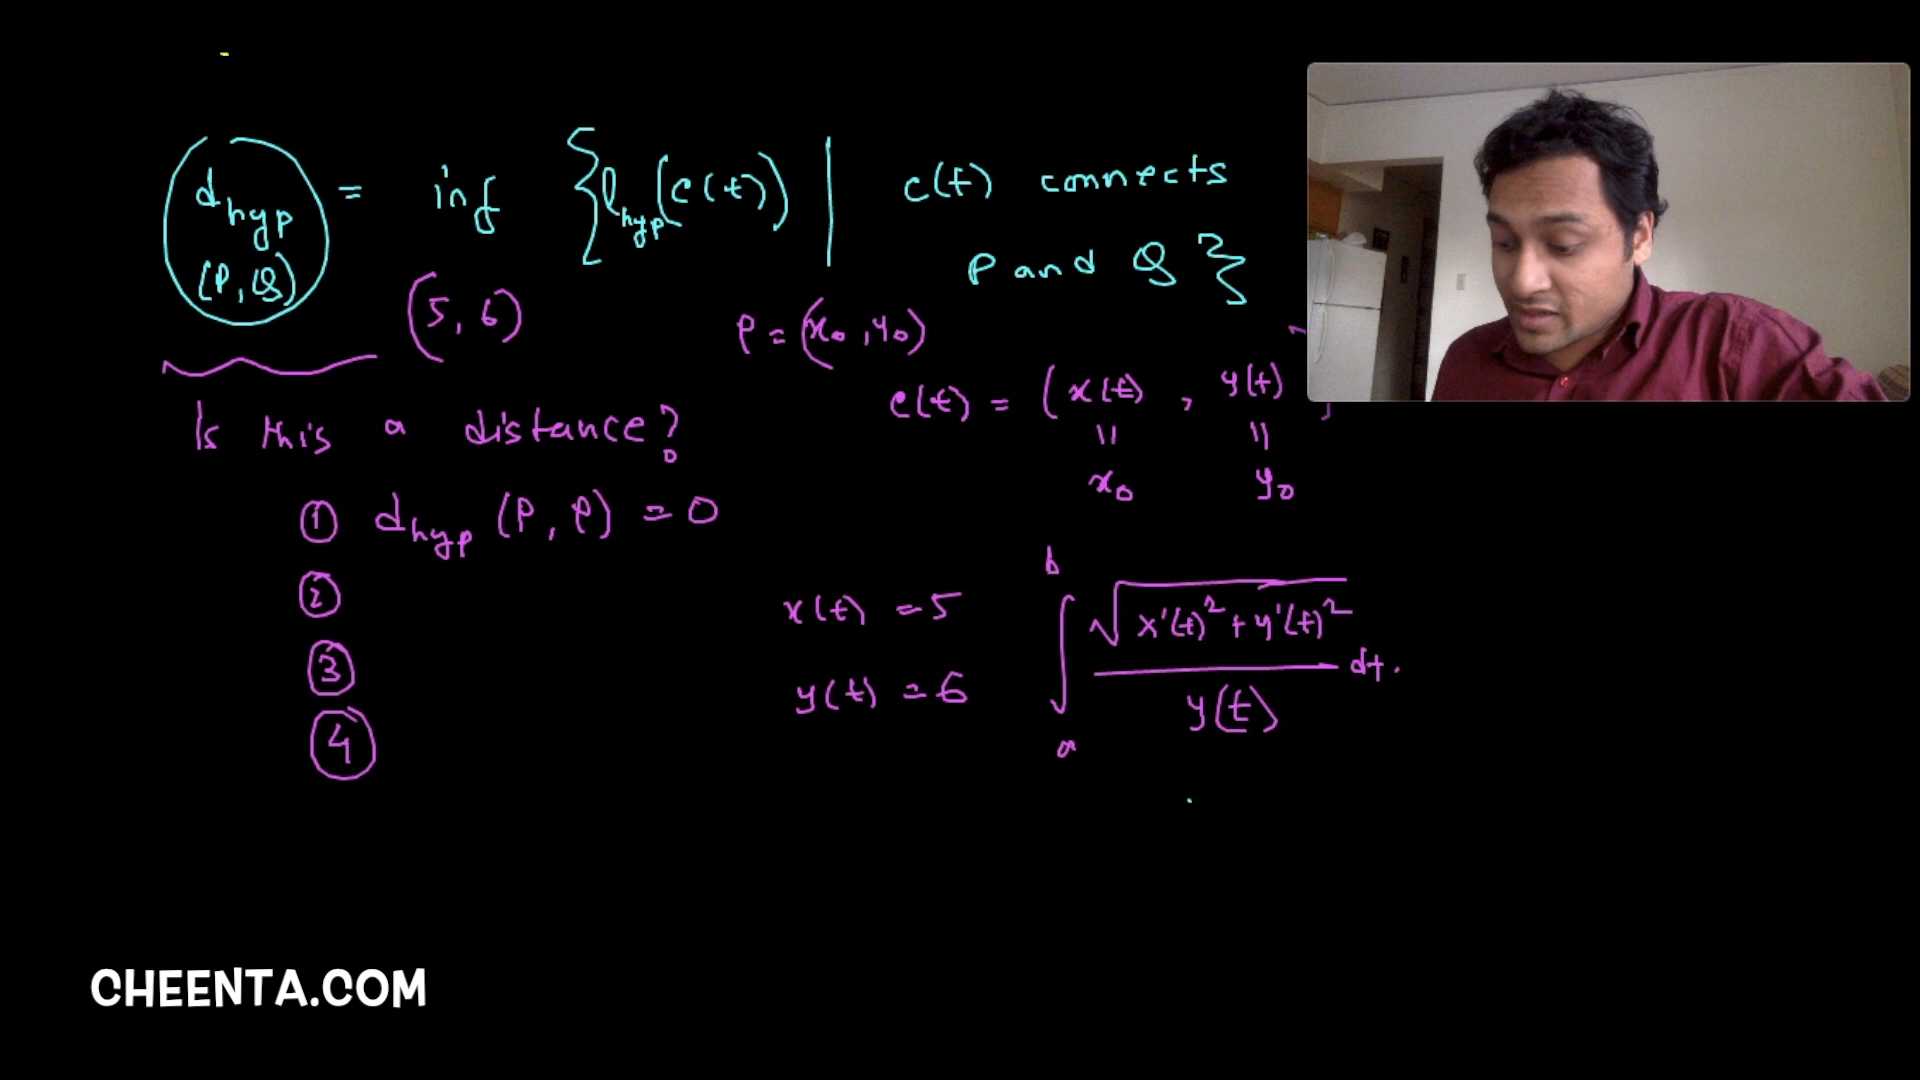 d_hyp (P, Q) = inf { l_hyp(c(t)) | c(t) connects
P and Q }
(5, 6)
P = (x₀, y₀)
c(t) = (x(t), y(t)
|| ||
x₀ y₀
Is this a distance?
① d_hyp (P, P) = 0
②
③
④
x(t) = 5
y(t) = 6
∫_a^b √(x'(t)² + y'(t)²) / y(t) dt.
CHEENTA.COM